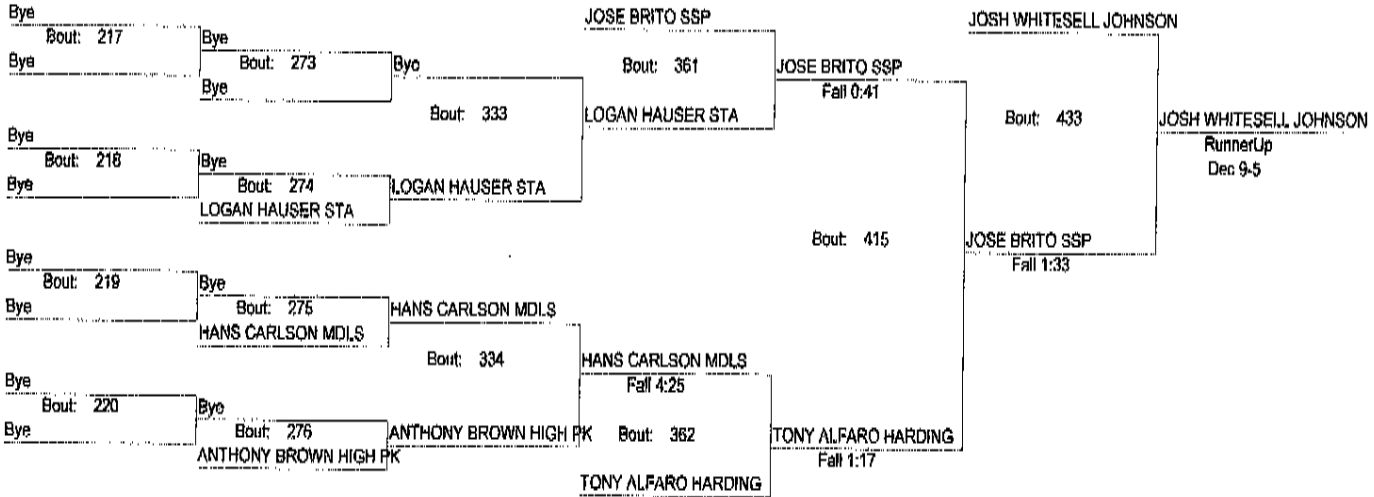 Bye
Bout: 217
Bye
Bye
Bout: 273
Bye
Bye
Bout: 333
Bye
Bout: 218
Bye
Bye
Bout: 274
LOGAN HAUSER STA
LOGAN HAUSER STA
JOSE BRITO SSP
Bout: 361
LOGAN HAUSER STA
JOSE BRITO SSP
Fall 0:41
Bye
Bout: 219
Bye
Bye
Bout: 275
HANS CARLSON MDLS
HANS CARLSON MDLS
Bout: 334
Bye
Bout: 220
Bye
Bye
Bout: 276
ANTHONY BROWN HIGH PK
ANTHONY BROWN HIGH PK
HANS CARLSON MDLS
Fall 4:25
Bout: 362
TONY ALFARO HARDING
TONY ALFARO HARDING
Fall 1:17
Bout: 415
JOSH WHITESELL JOHNSON
Bout: 433
JOSE BRITO SSP
Fall 1:33
JOSH WHITESELL JOHNSON
RunnerUp
Dec 9-5